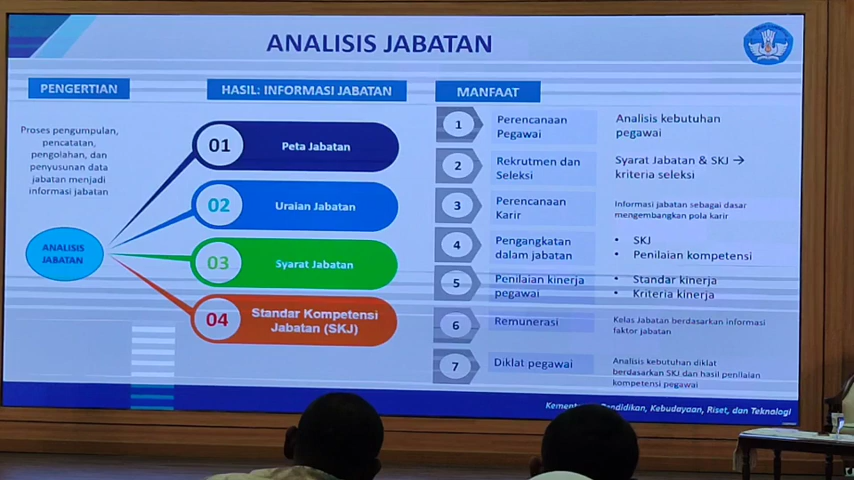 ANALISIS JABATAN
PENGERTIAN
Proses pengumpulan,
pencatatan,
pengolahan, dan
penyusunan data
jabatan menjadi
informasi jabatan
ANALISIS
JABATAN
HASIL: INFORMASI JABATAN
01 Peta Jabatan
02 Uraian Jabatan
03 Syarat Jabatan
04 Standar Kompetensi
Jabatan (SKJ)
MANFAAT
1 Perencanaan
Pegawai
Analisis kebutuhan
pegawai
2 Rekrutmen dan
Seleksi
Syarat Jabatan & SKJ →
kriteria seleksi
3 Perencanaan
Karir
Informasi jabatan sebagai dasar
mengembangkan pola karir
4 Pengangkatan
dalam jabatan
• SKJ
• Penilaian kompetensi
5 Penilaian kinerja
pegawai
• Standar kinerja
• Kriteria kinerja
6 Remunerasi
Kelas Jabatan berdasarkan informasi
faktor jabatan
7 Diklat pegawai
Analisis kebutuhan diklat
berdasarkan SKJ dan hasil penilaian
kompetensi pegawai
Pendidikan, Kebudayaan, Riset, dan Teknologi